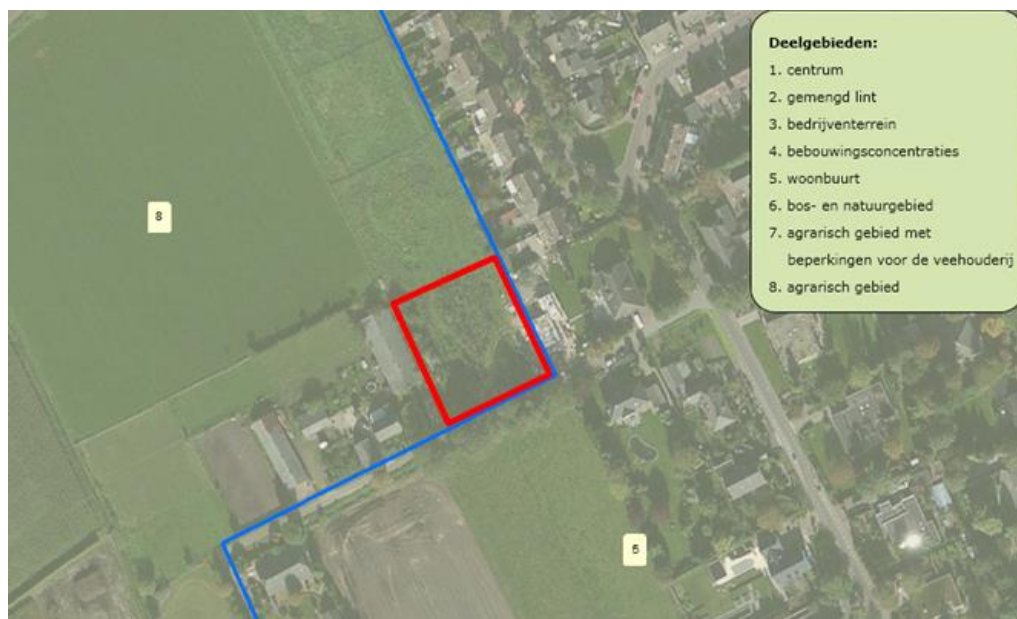 Deelgebieden:
1. centrum
2. gemengd lint
3. bedrijventerrein
4. bebouwingsconcentraties
5. woonbuurt
6. bos- en natuurgebied
7. agrarisch gebied met
beperkingen voor de veehouderij
8. agrarisch gebied
8
5